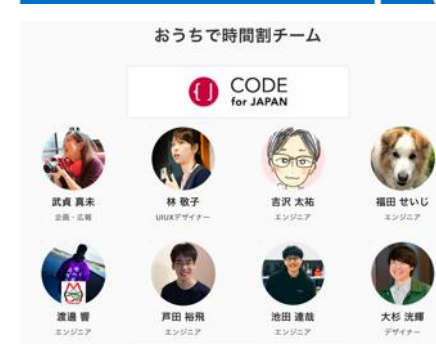 おうちで時間割チーム
CODE
for JAPAN
武貞 真未
企画・広報
林 敬子
UIUXデザイナー
吉沢 太祐
エンジニア
福田 せいじ
エンジニア
渡邊 響
エンジニア
芦田 裕飛
エンジニア
池田 達哉
エンジニア
大杉 洸輝
デザイナー